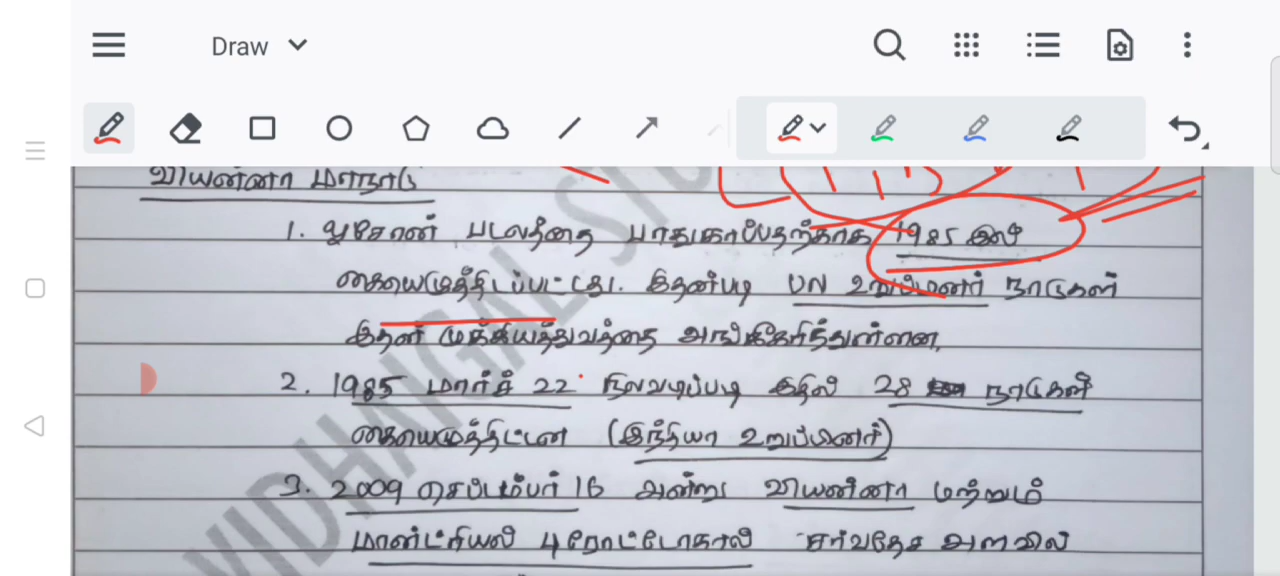 Draw
வியன்னா மாநாடு
1. ஓசோன் படலத்தை பாதுகாப்பதற்காக 1985 இல்
கையெழுத்திடப்பட்டது. இதன்படி UN உறுப்பினர் நாடுகள்
இதன் முக்கியத்துவத்தை அங்கீகரித்துள்ளன.
2. 1985 மார்ச் 22 நிலவரப்படி இதில் 28 நாடுகள்
கையெழுத்திட்டன (இந்தியா உறுப்பினர்)
3. 2009 செப்டம்பர் 16 அன்று வியன்னா மற்றும்
மான்ட்ரியல் புரோட்டோகால் சர்வதேச அளவில்
VIDHAIGAL STU